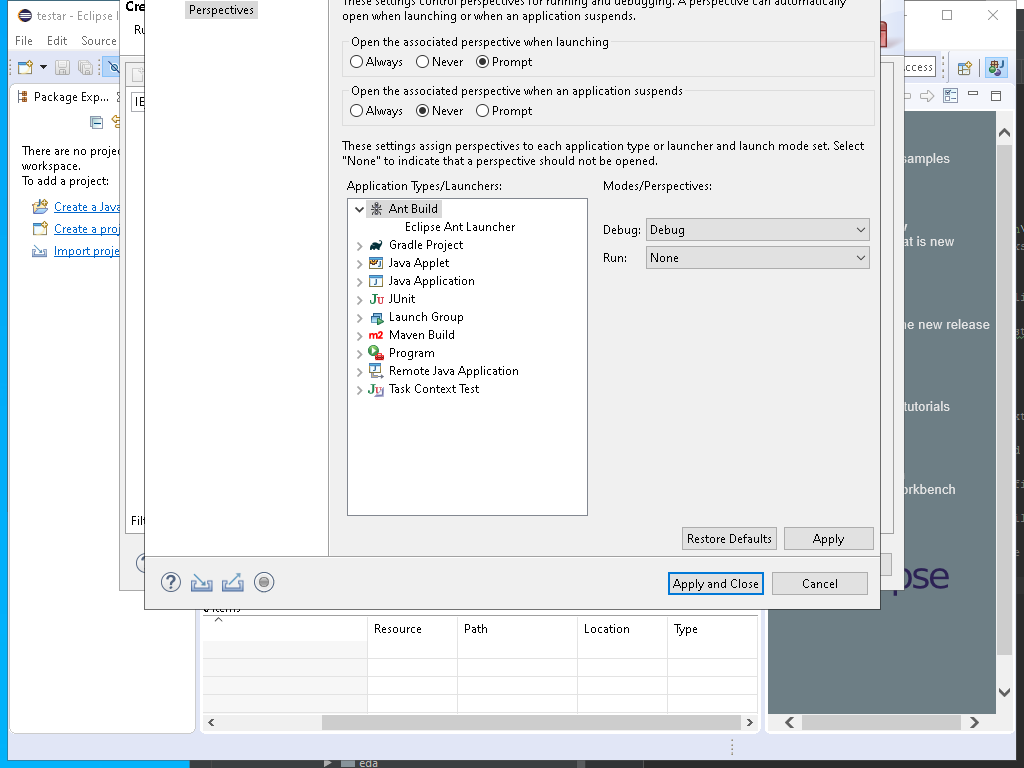 testar - Eclipse I
File Edit Source
Package Exp...
There are no proje
workspace.
To add a project:
Create a Java
Create a proj
Import proje
Cre
Ru
Perspectives
These settings control perspectives for running and debugging. A perspective can automatically
open when launching or when an application suspends.
Open the associated perspective when launching
Always Never Prompt
Open the associated perspective when an application suspends
Always Never Prompt
These settings assign perspectives to each application type or launcher and launch mode set. Select
"None" to indicate that a perspective should not be opened.
Application Types/Launchers:
Modes/Perspectives:
Ant Build
Eclipse Ant Launcher
Gradle Project
Java Applet
Java Application
Ju JUnit
Launch Group
m2 Maven Build
Program
Remote Java Application
Task Context Test
Debug: Debug
Run: None
Restore Defaults Apply
Apply and Close Cancel
Filt
ccess
samples
at is new
he new release
tutorials
orkbench
pse
Resource Path Location Type
eda